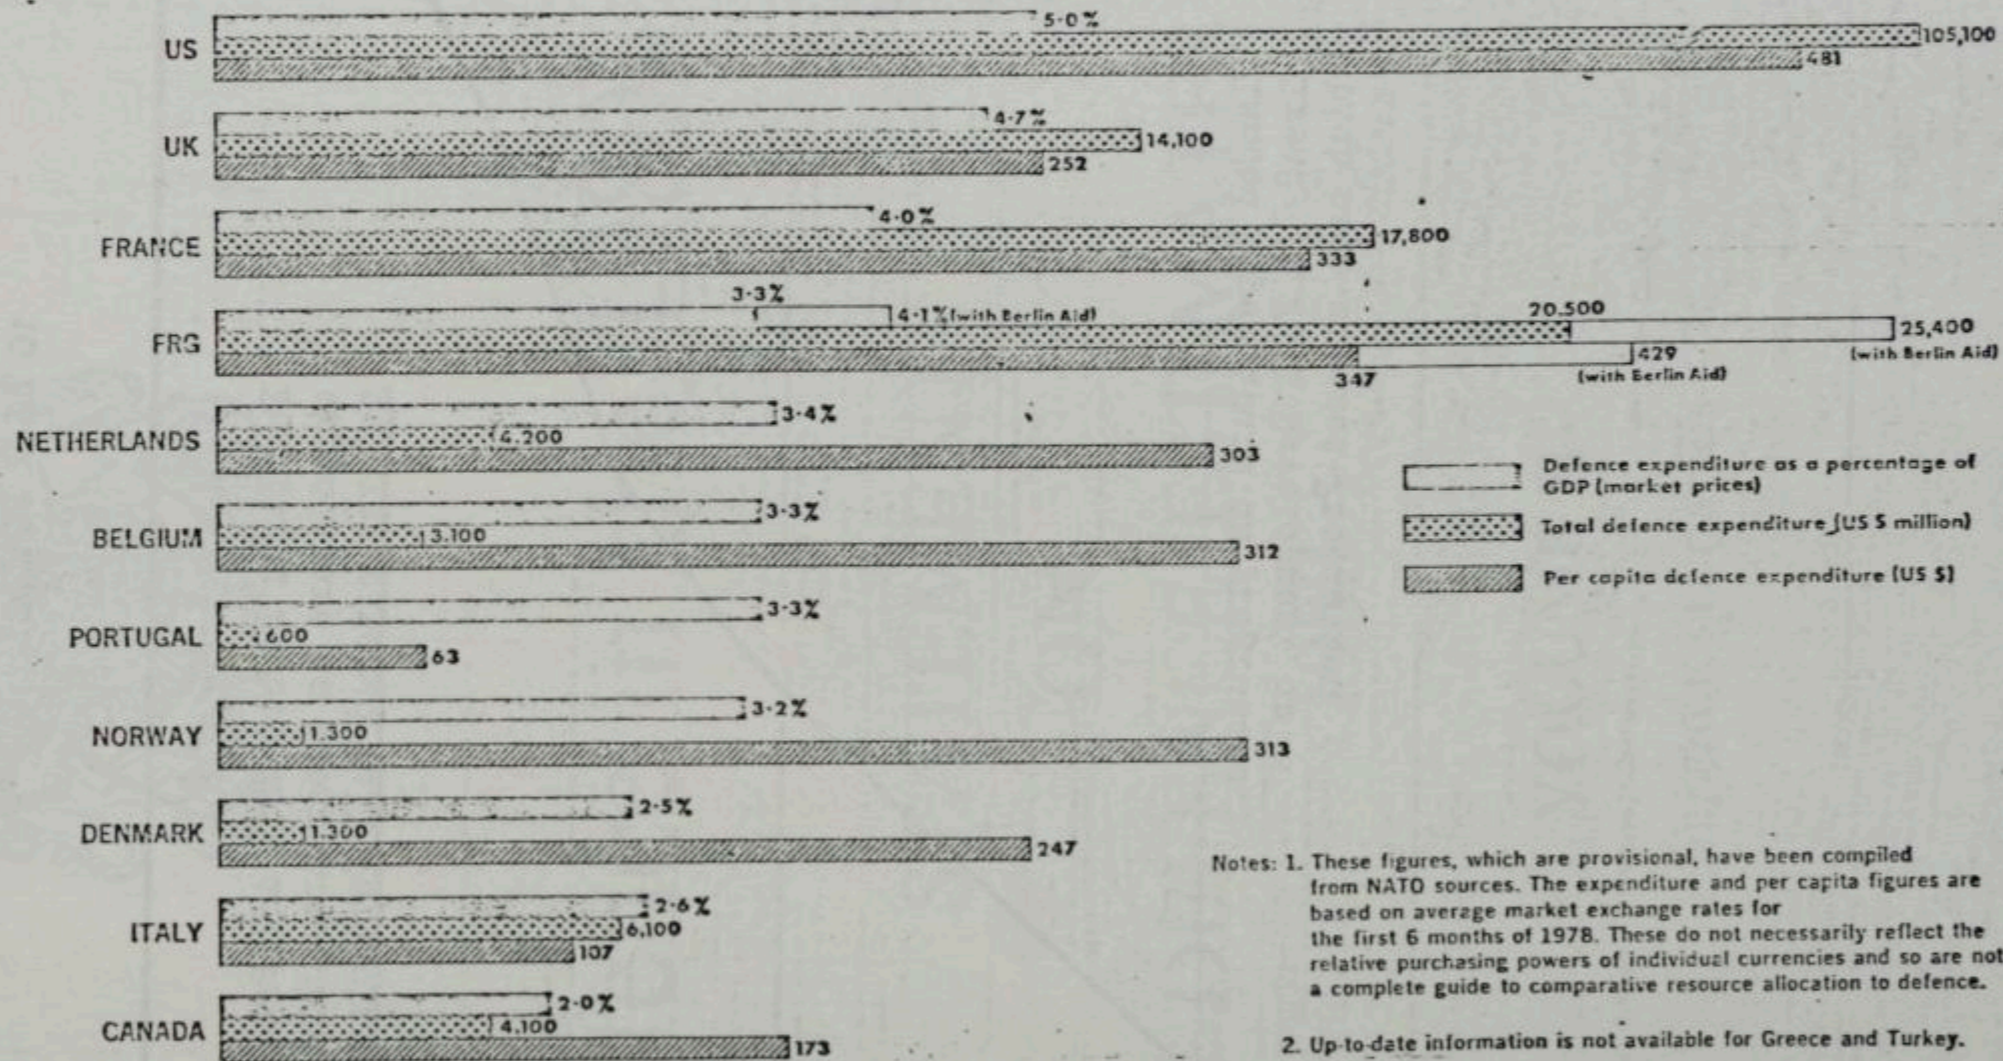 5·0%
US
105,100
481
4·7%
UK
14,100
252
4·0%
FRANCE
17,800
333
3·3%
4·1% (with Berlin Aid)
20.500
FRG
25,400
(with Berlin Aid)
429
(with Berlin Aid)
347
3·4%
NETHERLANDS
4.200
303
3·3%
BELGIUM
3.100
312
3·3%
PORTUGAL
600
63
3·2%
NORWAY
1.300
313
2·5%
DENMARK
1.300
247
2·6%
ITALY
6,100
107
2·0%
CANADA
4.100
173
Defence expenditure as a percentage of
GDP (market prices)
Total defence expenditure (US $ million)
Per capita defence expenditure (US $)
Notes: 1. These figures, which are provisional, have been compiled
from NATO sources. The expenditure and per capita figures are
based on average market exchange rates for
the first 6 months of 1978. These do not necessarily reflect the
relative purchasing powers of individual currencies and so are not
a complete guide to comparative resource allocation to defence.
2. Up-to-date information is not available for Greece and Turkey.